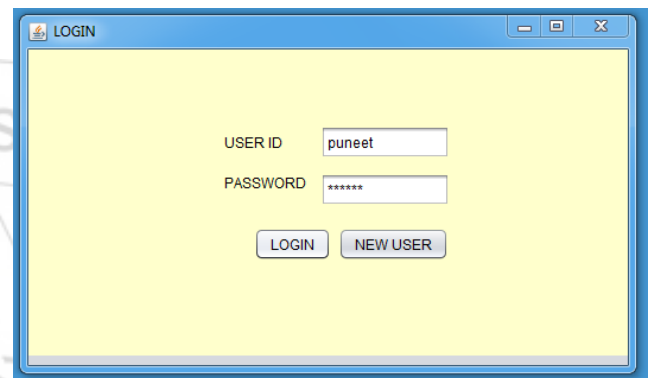 LOGIN
USER ID puneet
PASSWORD ******
LOGIN NEW USER